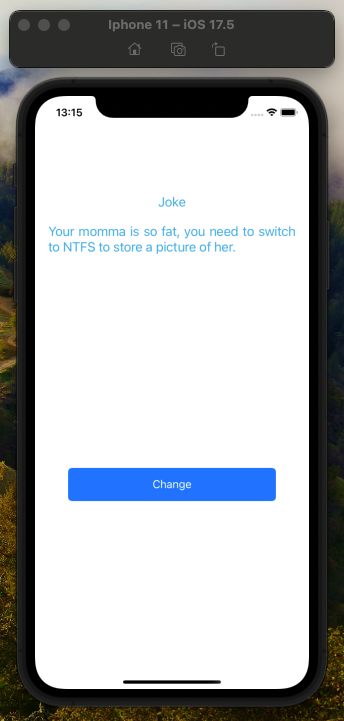 Iphone 11 – iOS 17.5
13:15
Joke
Your momma is so fat, you need to switch
to NTFS to store a picture of her.
Change